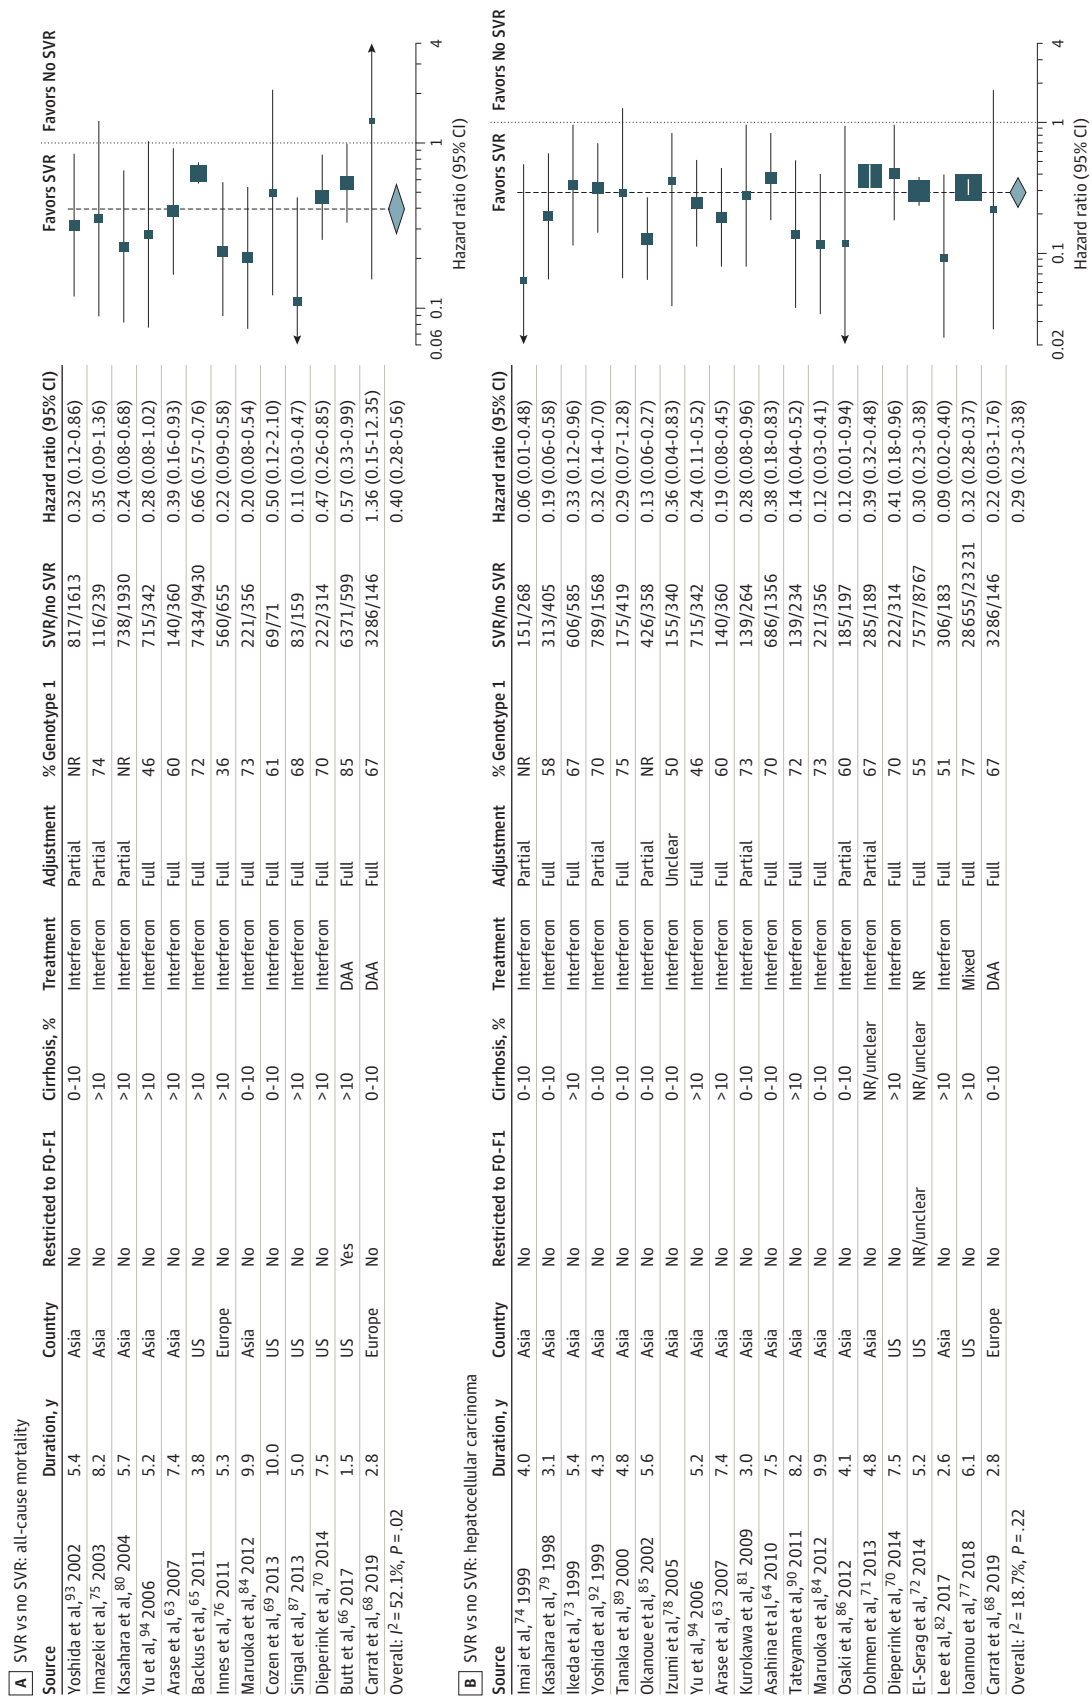 A SVR vs no SVR: all-cause mortality
Source Duration, y Country Restricted to F0-F1 Cirrhosis, % Treatment Adjustment % Genotype 1 SVR/no SVR Hazard ratio (95% CI) Favors SVR Favors No SVR
Yoshida et al,93 2002 5.4 Asia No 0-10 Interferon Partial NR 817/1613 0.32 (0.12-0.86)
Imazeki et al,75 2003 8.2 Asia No >10 Interferon Partial 74 116/239 0.35 (0.09-1.36)
Kasahara et al,80 2004 5.7 Asia No >10 Interferon Partial NR 738/1930 0.24 (0.08-0.68)
Yu et al,94 2006 5.2 Asia No >10 Interferon Full 46 715/342 0.28 (0.08-1.02)
Arase et al,63 2007 7.4 Asia No >10 Interferon Full 60 140/360 0.39 (0.16-0.93)
Backus et al,65 2011 3.8 US No >10 Interferon Full 72 7434/9430 0.66 (0.57-0.76)
Innes et al,76 2011 5.3 Europe No >10 Interferon Full 36 560/655 0.22 (0.09-0.58)
Maruoka et al,84 2012 9.9 Asia No 0-10 Interferon Full 73 221/356 0.20 (0.08-0.54)
Cozen et al,69 2013 10.0 US No 0-10 Interferon Full 61 69/71 0.50 (0.12-2.10)
Singal et al,87 2013 5.0 US No >10 Interferon Full 68 83/159 0.11 (0.03-0.47)
Dieperink et al,70 2014 7.5 US No >10 Interferon Full 70 222/314 0.47 (0.26-0.85)
Butt et al,66 2017 1.5 US Yes >10 DAA Full 85 6371/599 0.57 (0.33-0.99)
Carrat et al,68 2019 2.8 Europe No 0-10 DAA Full 67 3286/146 1.36 (0.15-12.35)
Overall: I2 = 52.1%, P = .02 0.40 (0.28-0.56)
0.06 0.1 1 4
Hazard ratio (95% CI)
B SVR vs no SVR: hepatocellular carcinoma
Source Duration, y Country Restricted to F0-F1 Cirrhosis, % Treatment Adjustment % Genotype 1 SVR/no SVR Hazard ratio (95% CI) Favors SVR Favors No SVR
Imai et al,74 1999 4.0 Asia No 0-10 Interferon Partial NR 151/268 0.06 (0.01-0.48)
Kasahara et al,79 1998 3.1 Asia No 0-10 Interferon Full 58 313/405 0.19 (0.06-0.58)
Ikeda et al,73 1999 5.4 Asia No >10 Interferon Full 67 606/585 0.33 (0.12-0.96)
Yoshida et al,92 1999 4.3 Asia No 0-10 Interferon Partial 70 789/1568 0.32 (0.14-0.70)
Tanaka et al,89 2000 4.8 Asia No 0-10 Interferon Full 75 175/419 0.29 (0.07-1.28)
Okanoue et al,85 2002 5.6 Asia No 0-10 Interferon Partial NR 426/358 0.13 (0.06-0.27)
Izumi et al,78 2005 Asia No 0-10 Interferon Unclear 50 155/340 0.36 (0.04-0.83)
Yu et al,94 2006 5.2 Asia No >10 Interferon Full 46 715/342 0.24 (0.11-0.52)
Arase et al,63 2007 7.4 Asia No >10 Interferon Full 60 140/360 0.19 (0.08-0.45)
Kurokawa et al,81 2009 3.0 Asia No 0-10 Interferon Partial 73 139/264 0.28 (0.08-0.96)
Asahina et al,64 2010 7.5 Asia No 0-10 Interferon Full 70 686/1356 0.38 (0.18-0.83)
Tateyama et al,90 2011 8.2 Asia No >10 Interferon Full 72 139/234 0.14 (0.04-0.52)
Maruoka et al,84 2012 9.9 Asia No 0-10 Interferon Full 73 221/356 0.12 (0.03-0.41)
Osaki et al,86 2012 4.1 Asia No 0-10 Interferon Partial 60 185/197 0.12 (0.01-0.94)
Dohmen et al,71 2013 4.8 Asia No NR/unclear Interferon Partial 67 285/189 0.39 (0.32-0.48)
Dieperink et al,70 2014 7.5 US No >10 Interferon Full 70 222/314 0.41 (0.18-0.96)
El-Serag et al,72 2014 5.2 US NR/unclear NR/unclear NR Full 55 7577/8767 0.30 (0.23-0.38)
Lee et al,82 2017 2.6 Asia No >10 Interferon Full 51 306/183 0.09 (0.02-0.40)
Ioannou et al,77 2018 6.1 US No >10 Mixed Full 77 28655/23231 0.32 (0.28-0.37)
Carrat et al,68 2019 2.8 Europe No 0-10 DAA Full 67 3286/146 0.22 (0.03-1.76)
Overall: I2 = 18.7%, P = .22 0.29 (0.23-0.38)
0.02 0.1 1 4
Hazard ratio (95% CI)